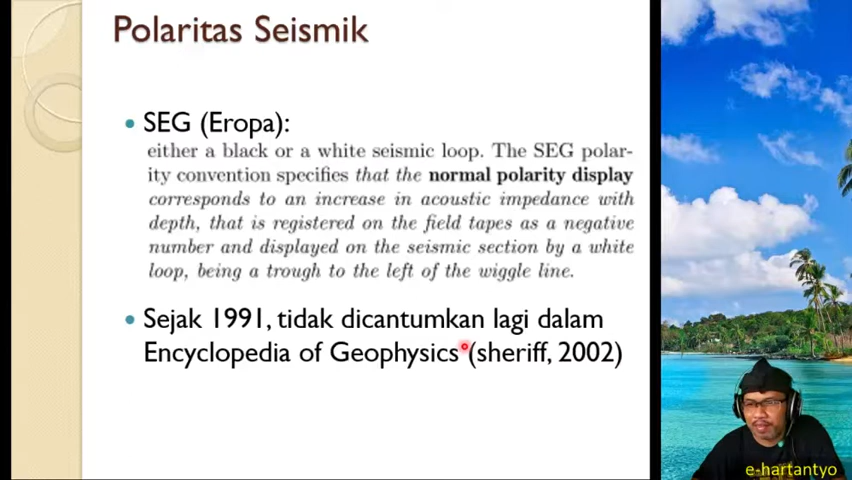 Polaritas Seismik
SEG (Eropa):
either a black or a white seismic loop. The SEG polar-
ity convention specifies that the normal polarity display
corresponds to an increase in acoustic impedance with
depth, that is registered on the field tapes as a negative
number and displayed on the seismic section by a white
loop, being a trough to the left of the wiggle line.
Sejak 1991, tidak dicantumkan lagi dalam
Encyclopedia of Geophysics (sheriff, 2002)
e-hartantyo